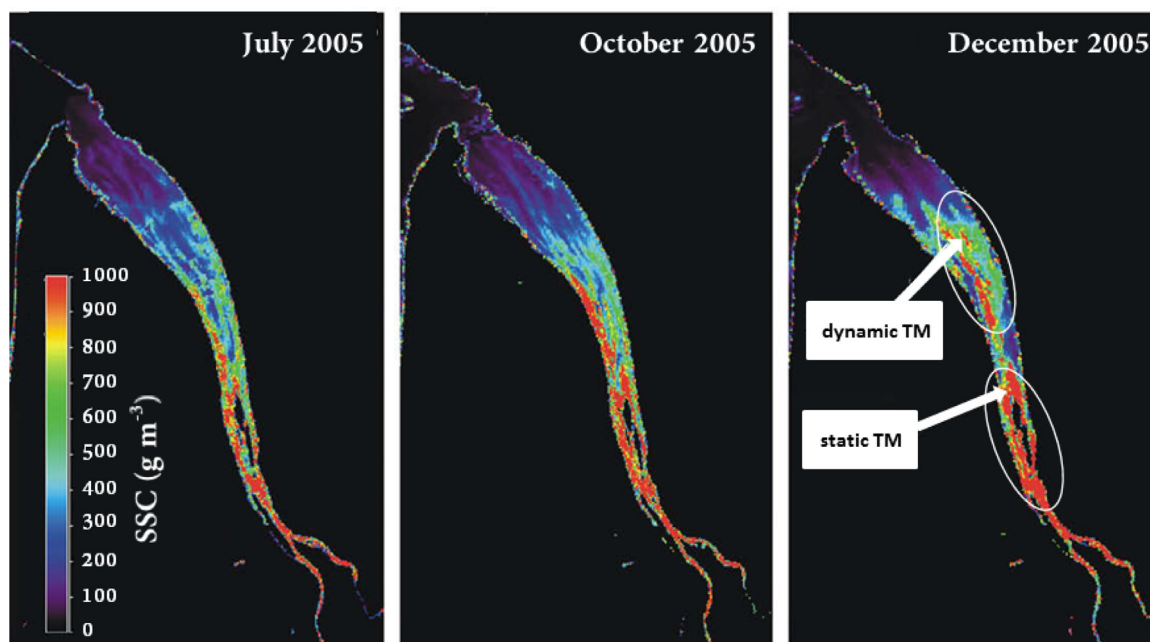 July 2005
October 2005
December 2005
1000
900
800
700
600
500
400
300
200
100
0
SSC (g m⁻³)
dynamic TM
static TM